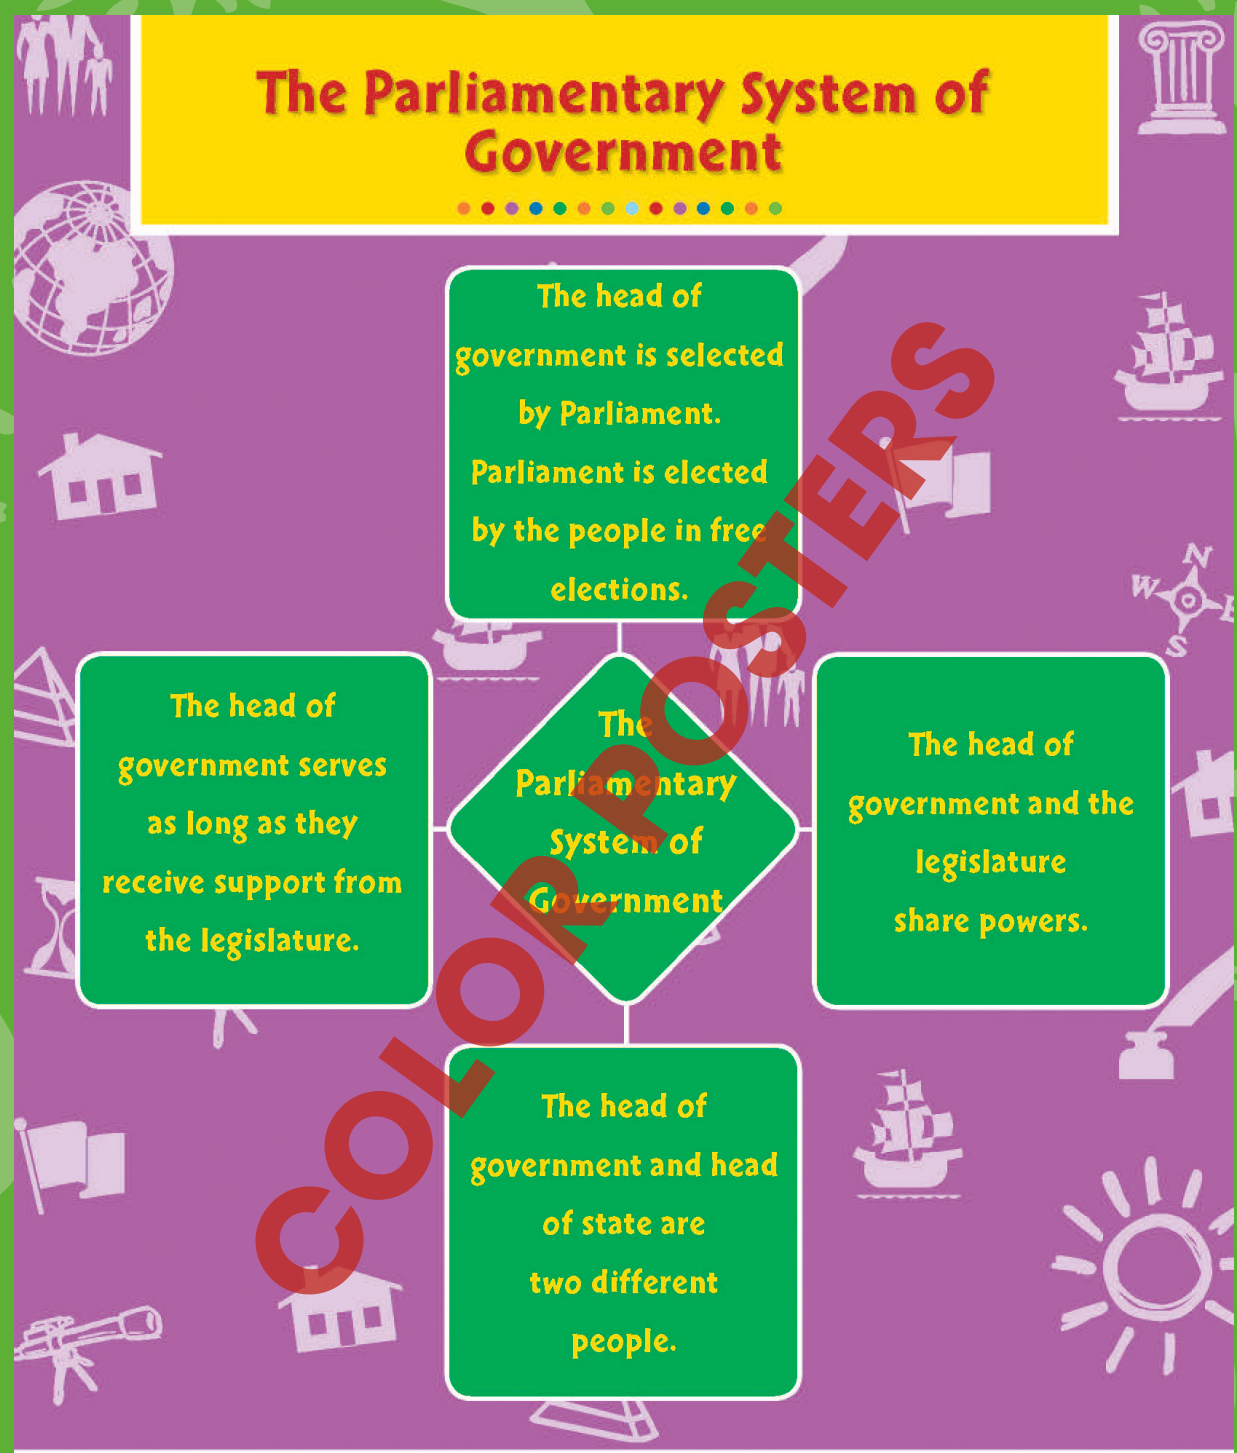 The Parliamentary System of
Government
The head of
government is selected
by Parliament.
Parliament is elected
by the people in free
elections.
The head of
government serves
as long as they
receive support from
the legislature.
The
Parliamentary
System of
Government
The head of
government and the
legislature
share powers.
The head of
government and head
of state are
two different
people.
COLOR POSTERS
N
W
E
S